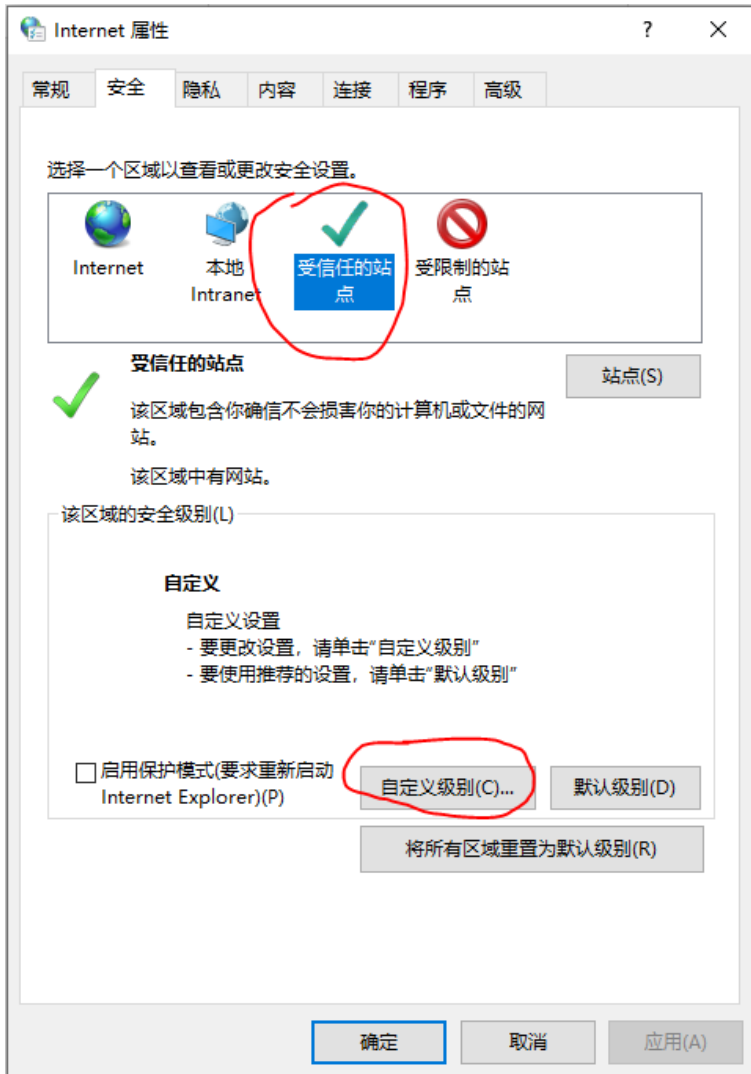 Internet 属性
常规 安全 隐私 内容 连接 程序 高级
选择一个区域以查看或更改安全设置。
Internet
本地
Intranet
受信任的站
点
受限制的站
点
受信任的站点
站点(S)
该区域包含你确信不会损害你的计算机或文件的网
站。
该区域中有网站。
该区域的安全级别(L)
自定义
自定义设置
- 要更改设置，请单击“自定义级别”
- 要使用推荐的设置，请单击“默认级别”
启用保护模式(要求重新启动
Internet Explorer)(P)
自定义级别(C)...
默认级别(D)
将所有区域重置为默认级别(R)
确定 取消 应用(A)